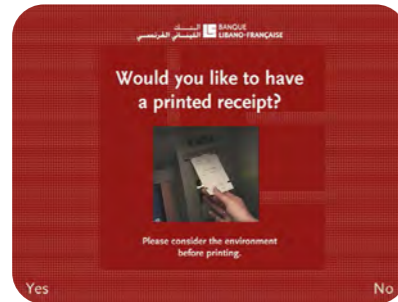 البنك اللبناني الفرنسي
BANQUE
LIBANO-FRANÇAISE
Would you like to have
a printed receipt?
Please consider the environment
before printing.
Yes
No